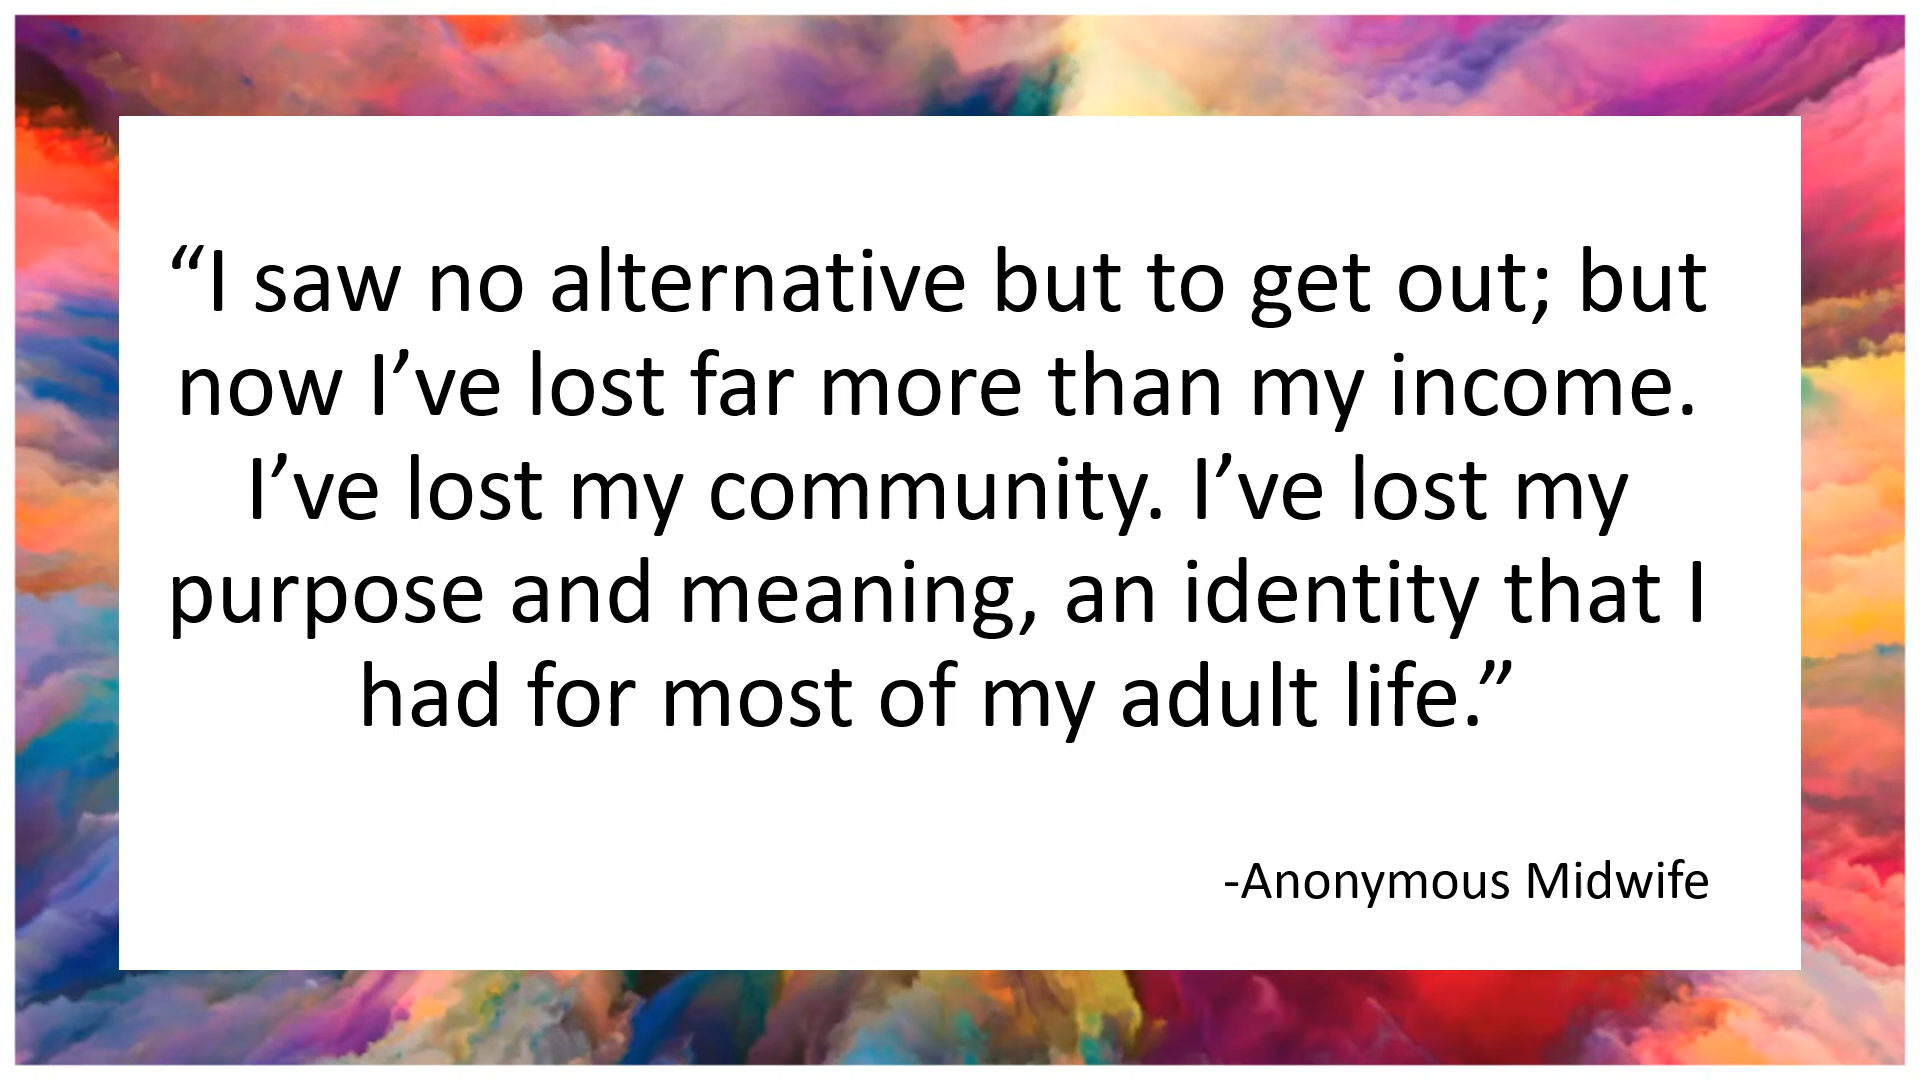 “I saw no alternative but to get out; but
now I’ve lost far more than my income.
I’ve lost my community. I’ve lost my
purpose and meaning, an identity that I
had for most of my adult life.”
-Anonymous Midwife